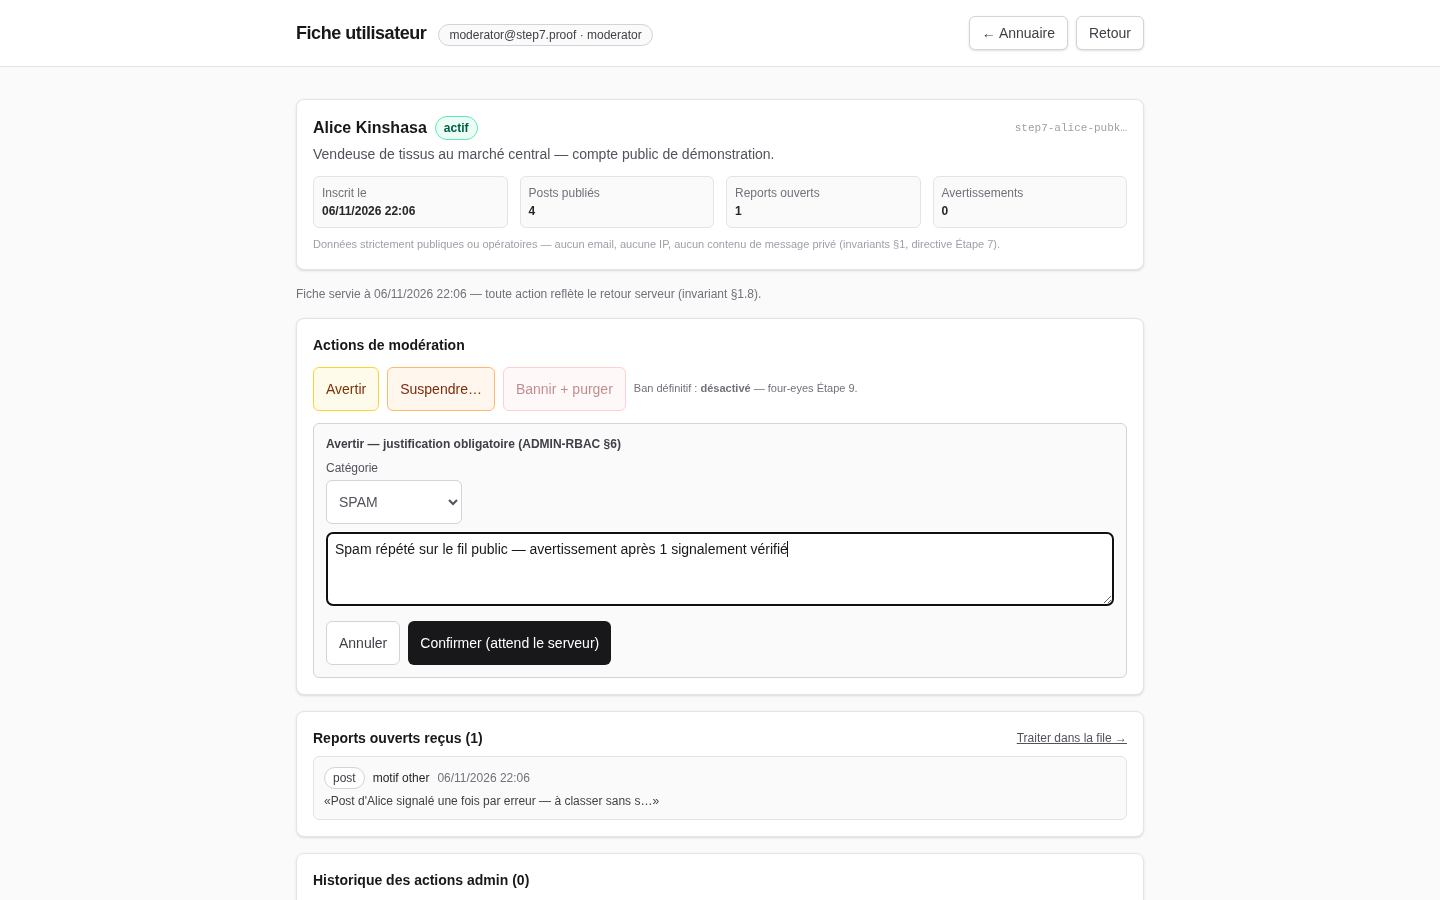 Fiche utilisateur
moderator@step7.proof · moderator
← Annuaire
Retour
Alice Kinshasa
actif
step7-alice-pubk…
Vendeuse de tissus au marché central — compte public de démonstration.
Inscrit le
06/11/2026 22:06
Posts publiés
4
Reports ouverts
1
Avertissements
0
Données strictement publiques ou opératoires — aucun email, aucune IP, aucun contenu de message privé (invariants §1, directive Étape 7).
Fiche servie à 06/11/2026 22:06 — toute action reflète le retour serveur (invariant §1.8).
Actions de modération
Avertir
Suspendre…
Bannir + purger
Ban définitif : désactivé — four-eyes Étape 9.
Avertir — justification obligatoire (ADMIN-RBAC §6)
Catégorie
SPAM
Spam répété sur le fil public — avertissement après 1 signalement vérifié
Annuler
Confirmer (attend le serveur)
Reports ouverts reçus (1)
Traiter dans la file →
post
motif other
06/11/2026 22:06
«Post d'Alice signalé une fois par erreur — à classer sans s…»
Historique des actions admin (0)